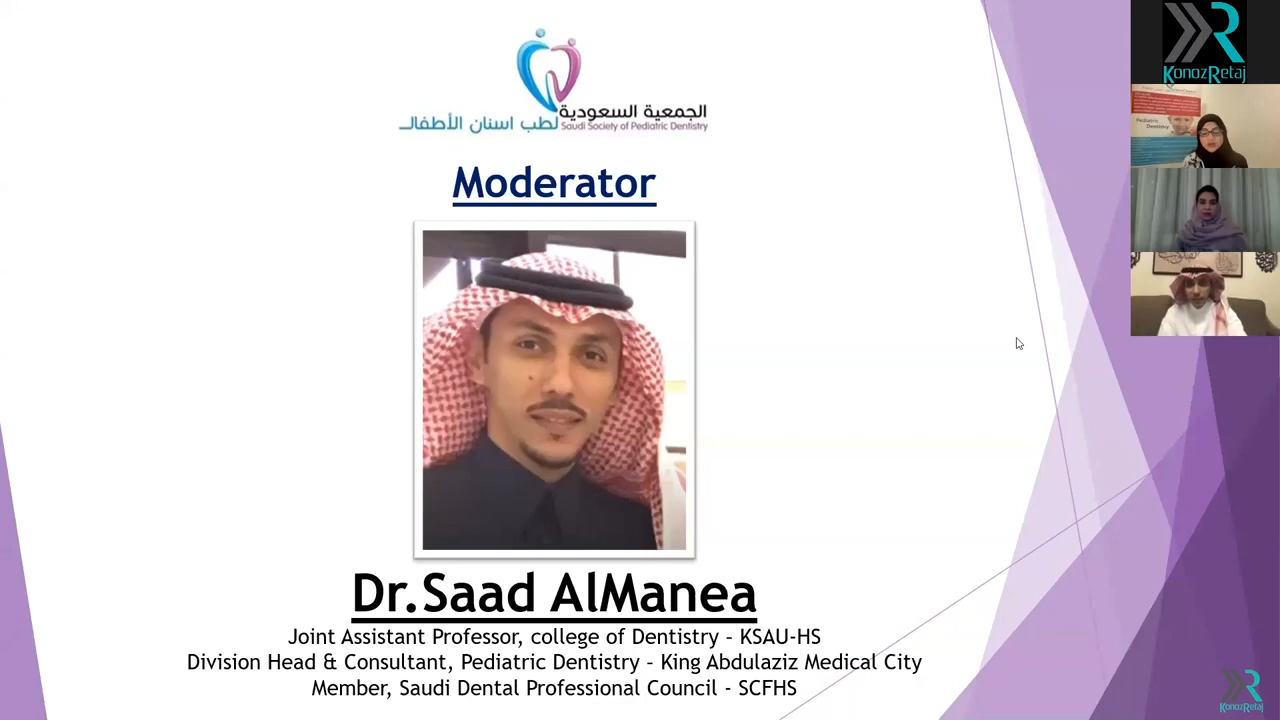 الجمعية السعودية
لطب اسنان الأطفال
Saudi Society of Pediatric Dentistry
Moderator
Dr.Saad AlManea
Joint Assistant Professor, college of Dentistry – KSAU-HS
Division Head & Consultant, Pediatric Dentistry – King Abdulaziz Medical City
Member, Saudi Dental Professional Council - SCFHS
KonozRetaj
Pediatric
Dentistry
KonozRetaj